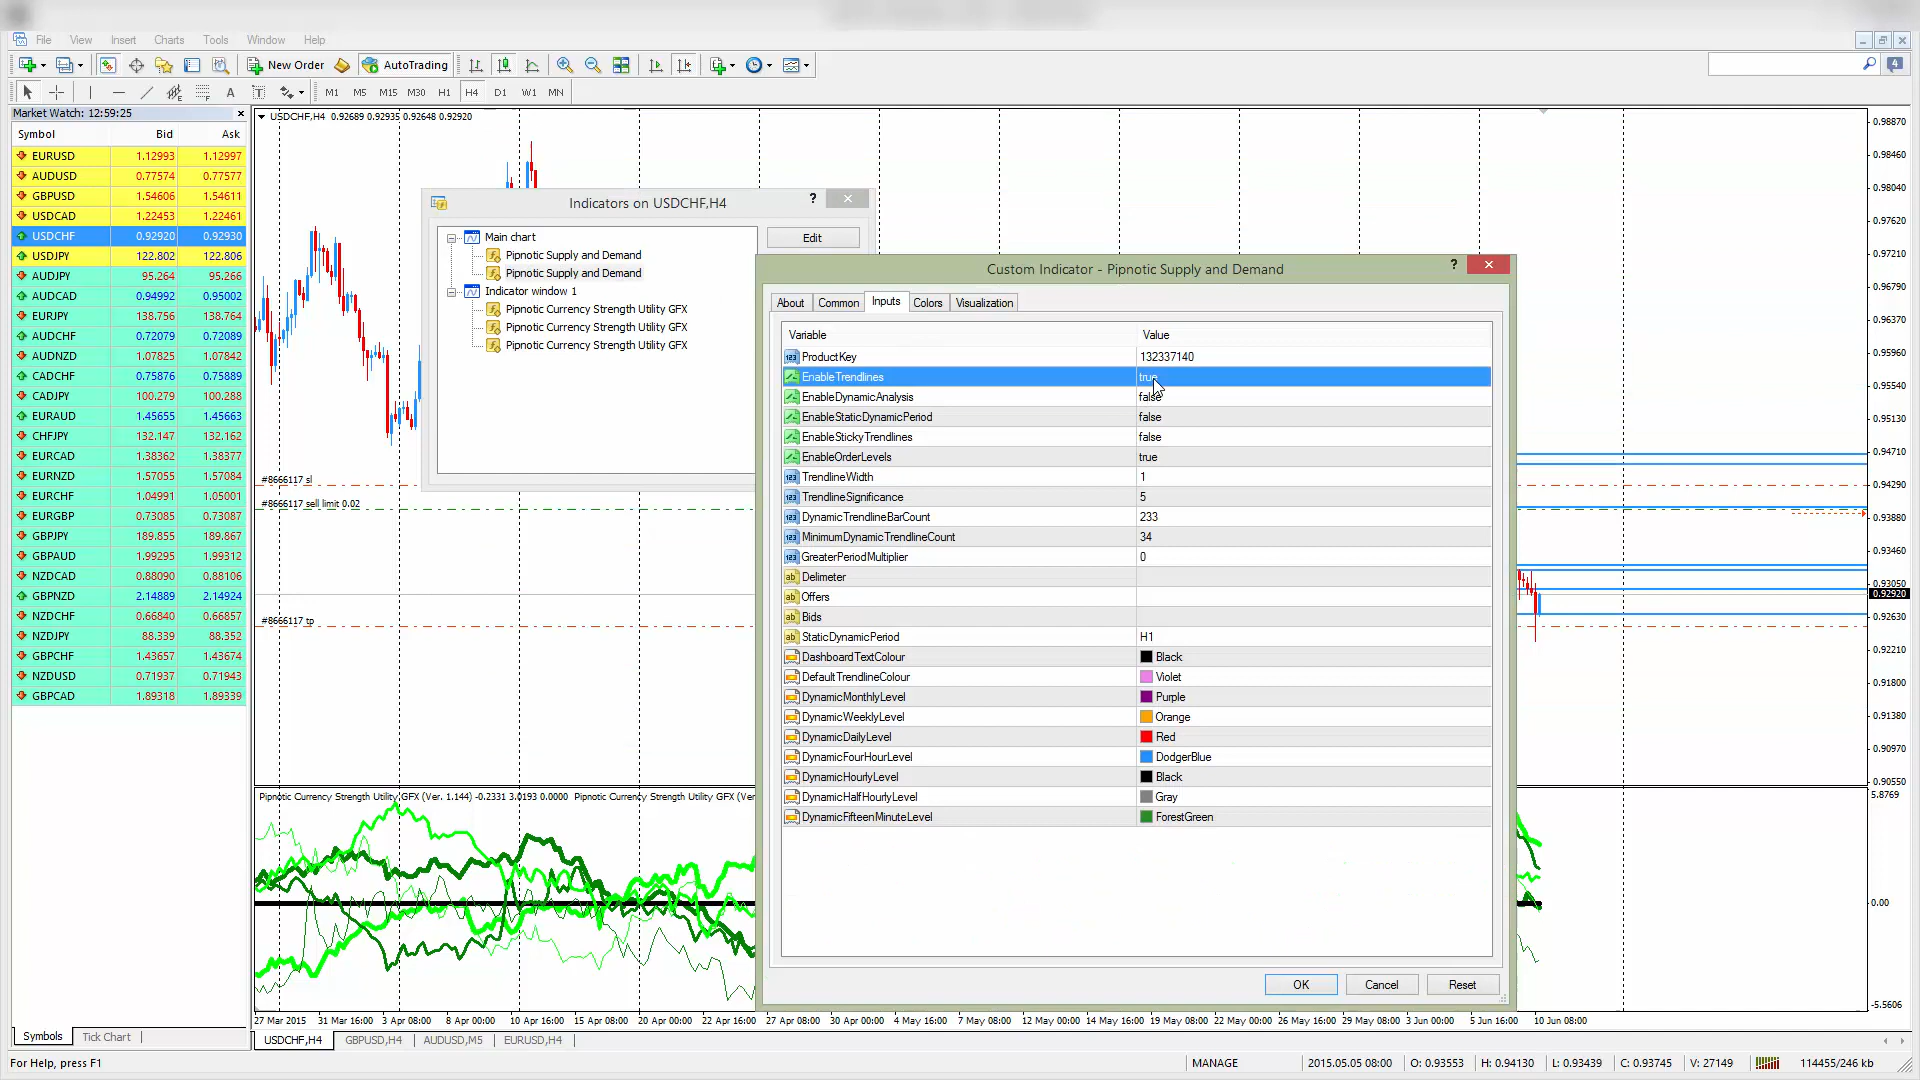 File View Insert Charts Tools Window Help
New Order AutoTrading 4
A T M1 M5 M15 M30 H1 H4 D1 W1 MN
Market Watch: 12:59:25
Symbol Bid Ask
EURUSD 1.12993 1.12997
AUDUSD 0.77574 0.77577
GBPUSD 1.54606 1.54611
USDCAD 1.22453 1.22461
USDCHF 0.92920 0.92930
USDJPY 122.802 122.806
AUDJPY 95.264 95.266
AUDCAD 0.94992 0.95002
EURJPY 138.756 138.764
AUDCHF 0.72079 0.72089
AUDNZD 1.07825 1.07842
CADCHF 0.75876 0.75889
CADJPY 100.279 100.288
EURAUD 1.45655 1.45663
CHFJPY 132.147 132.162
EURCAD 1.38362 1.38377
EURNZD 1.57055 1.57084
EURCHF 1.04991 1.05001
EURGBP 0.73085 0.73087
GBPJPY 189.855 189.867
GBPAUD 1.99295 1.99312
NZDCAD 0.88090 0.88106
GBPNZD 2.14889 2.14924
NZDCHF 0.66840 0.66857
NZDJPY 88.339 88.352
GBPCHF 1.43657 1.43674
NZDUSD 0.71937 0.71943
GBPCAD 1.89318 1.89339
Symbols Tick Chart
USDCHF,H4 0.92689 0.92935 0.92648 0.92920
#8666117 sl
#8666117 sell limit 0.02
#8666117 tp
Indicators on USDCHF,H4 ?
Main chart
Pipnotic Supply and Demand
Pipnotic Supply and Demand
Indicator window 1
Pipnotic Currency Strength Utility GFX
Pipnotic Currency Strength Utility GFX
Pipnotic Currency Strength Utility GFX
Edit
Custom Indicator - Pipnotic Supply and Demand ?
About Common Inputs Colors Visualization
Variable Value
ProductKey 132337140
EnableTrendlines true
EnableDynamicAnalysis false
EnableStaticDynamicPeriod false
EnableStickyTrendlines false
EnableOrderLevels true
TrendlineWidth 1
TrendlineSignificance 5
DynamicTrendlineBarCount 233
MinimumDynamicTrendlineCount 34
GreaterPeriodMultiplier 0
Delimeter
Offers
Bids
StaticDynamicPeriod H1
DashboardTextColour Black
DefaultTrendlineColour Violet
DynamicMonthlyLevel Purple
DynamicWeeklyLevel Orange
DynamicDailyLevel Red
DynamicFourHourLevel DodgerBlue
DynamicHourlyLevel Black
DynamicHalfHourlyLevel Gray
DynamicFifteenMinuteLevel ForestGreen
OK Cancel Reset
0.98870
0.98460
0.98040
0.97620
0.97210
0.96790
0.96370
0.95960
0.95540
0.95130
0.94710
0.94290
0.93880
0.93460
0.93050
0.92920
0.92630
0.92210
0.91800
0.91380
0.90970
0.90550
Pipnotic Currency Strength Utility GFX (Ver. 1.144) -0.2331 3.0193 0.0000 Pipnotic Currency Strength Utility GFX (Ver
5.8769
0.00
-5.5606
27 Mar 2015 31 Mar 16:00 3 Apr 08:00 8 Apr 00:00 10 Apr 16:00 15 Apr 08:00 20 Apr 00:00 22 Apr 16:00 27 Apr 08:00 30 Apr 00:00 4 May 16:00 7 May 08:00 12 May 00:00 14 May 16:00 19 May 08:00 22 May 00:00 26 May 16:00 29 May 08:00 3 Jun 00:00 5 Jun 16:00 10 Jun 08:00
USDCHF,H4 GBPUSD,H4 AUDUSD,M5 EURUSD,H4
For Help, press F1 MANAGE 2015.05.05 08:00 O: 0.93553 H: 0.94130 L: 0.93439 C: 0.93745 V: 27149 114455/246 kb